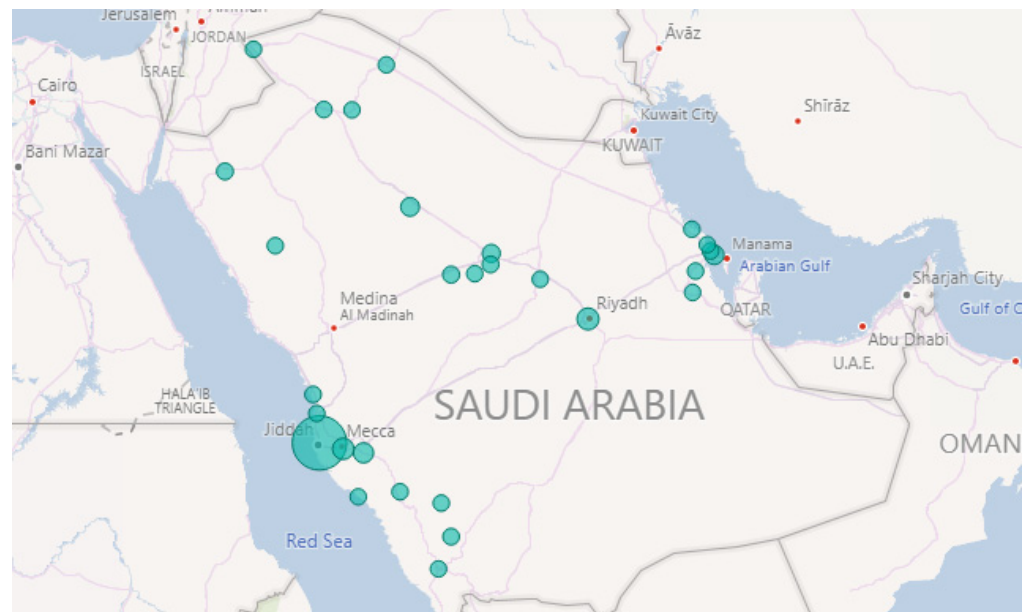 Jerusalem
JORDAN
ISRAEL
Cairo
Bani Mazar
Āvāz
Kuwait City
KUWAIT
Shīrāz
Manama
Arabian Gulf
Sharjah City
QATAR
Gulf of
Abu Dhabi
U.A.E.
Riyadh
Medina
Al Madinah
HALA'IB
TRIANGLE
SAUDI ARABIA
Jiddah
Mecca
OMAN
Red Sea